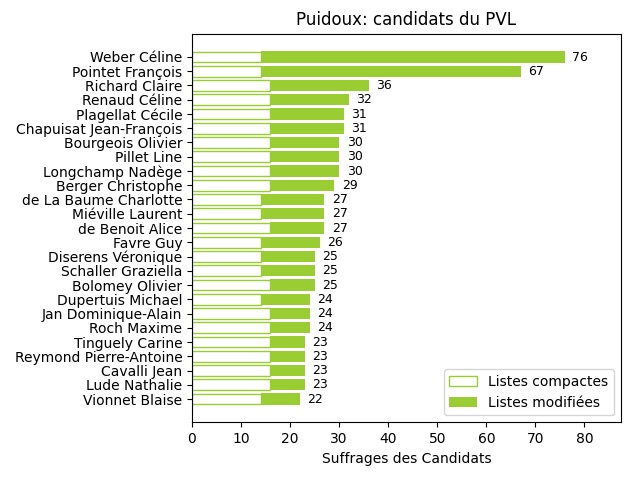 Puidoux: candidats du PVL
Weber Céline 76
Pointet François 67
Richard Claire 36
Renaud Céline 32
Plagellat Cécile 31
Chapuisat Jean-François 31
Bourgeois Olivier 30
Pillet Line 30
Longchamp Nadège 30
Berger Christophe 29
de La Baume Charlotte 27
Miéville Laurent 27
de Benoit Alice 27
Favre Guy 26
Diserens Véronique 25
Schaller Graziella 25
Bolomey Olivier 25
Dupertuis Michael 24
Jan Dominique-Alain 24
Roch Maxime 24
Tinguely Carine 23
Reymond Pierre-Antoine 23
Cavalli Jean 23
Lude Nathalie 23
Vionnet Blaise 22
Listes compactes
Listes modifiées
0 10 20 30 40 50 60 70 80
Suffrages des Candidats